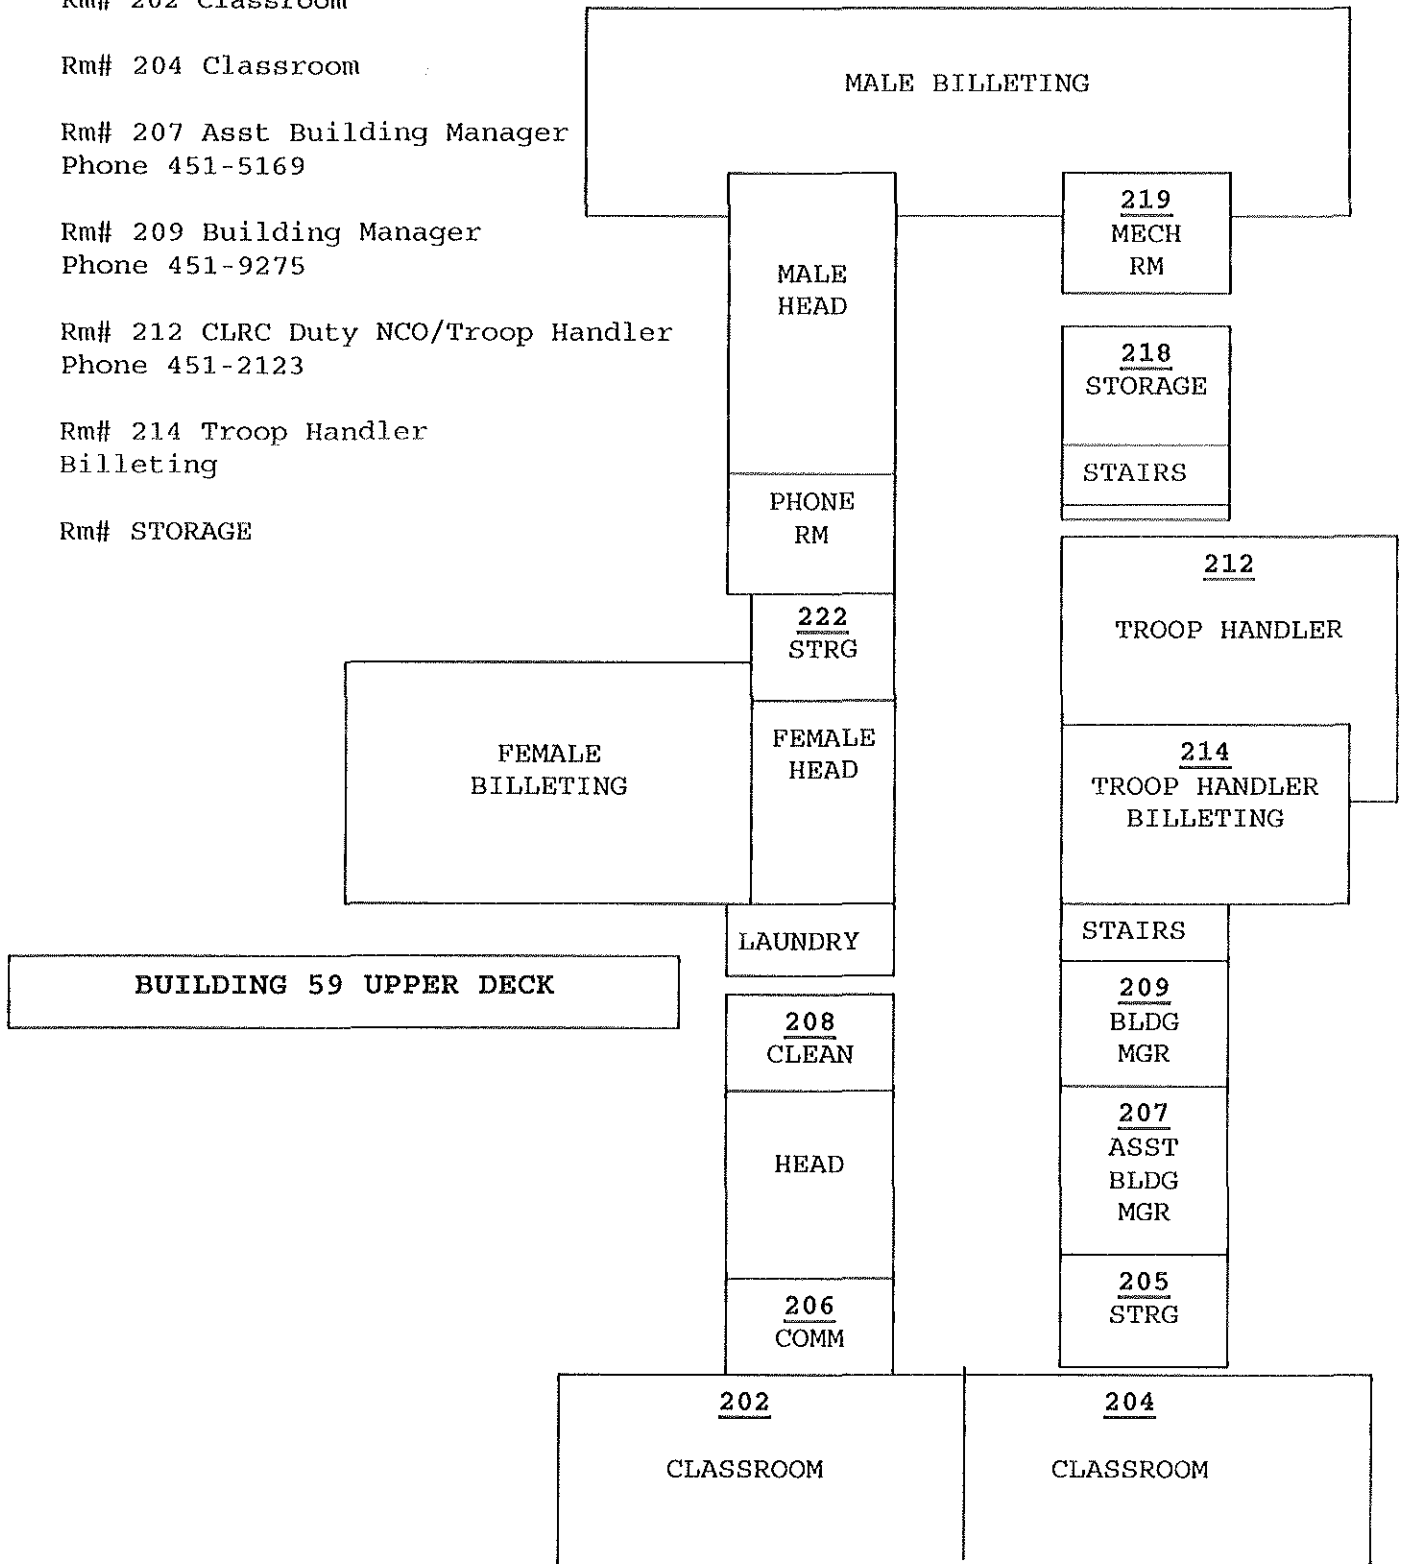 Rm# 202 Classroom
Rm# 204 Classroom
Rm# 207 Asst Building Manager
Phone 451-5169
Rm# 209 Building Manager
Phone 451-9275
Rm# 212 CLRC Duty NCO/Troop Handler
Phone 451-2123
Rm# 214 Troop Handler
Billeting
Rm# STORAGE
MALE BILLETING
MALE
HEAD
219
MECH
RM
218
STORAGE
STAIRS
PHONE
RM
222
STRG
212
TROOP HANDLER
FEMALE
BILLETING
FEMALE
HEAD
214
TROOP HANDLER
BILLETING
LAUNDRY
STAIRS
BUILDING 59 UPPER DECK
208
CLEAN
209
BLDG
MGR
HEAD
207
ASST
BLDG
MGR
206
COMM
205
STRG
202
CLASSROOM
204
CLASSROOM